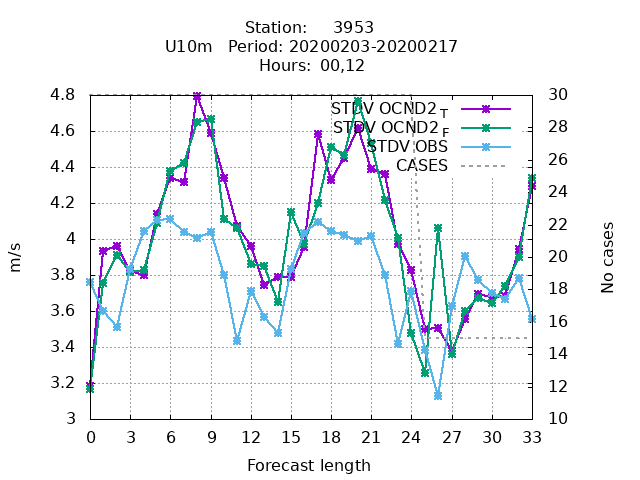 Station: 3953
U10m Period: 20200203-20200217
Hours: 00,12
STDV OCND2 T
STDV OCND2 F
STDV OBS
CASES
m/s
No cases
4.8
4.6
4.4
4.2
4
3.8
3.6
3.4
3.2
3
30
28
26
24
22
20
18
16
14
12
10
0 3 6 9 12 15 18 21 24 27 30 33
Forecast length